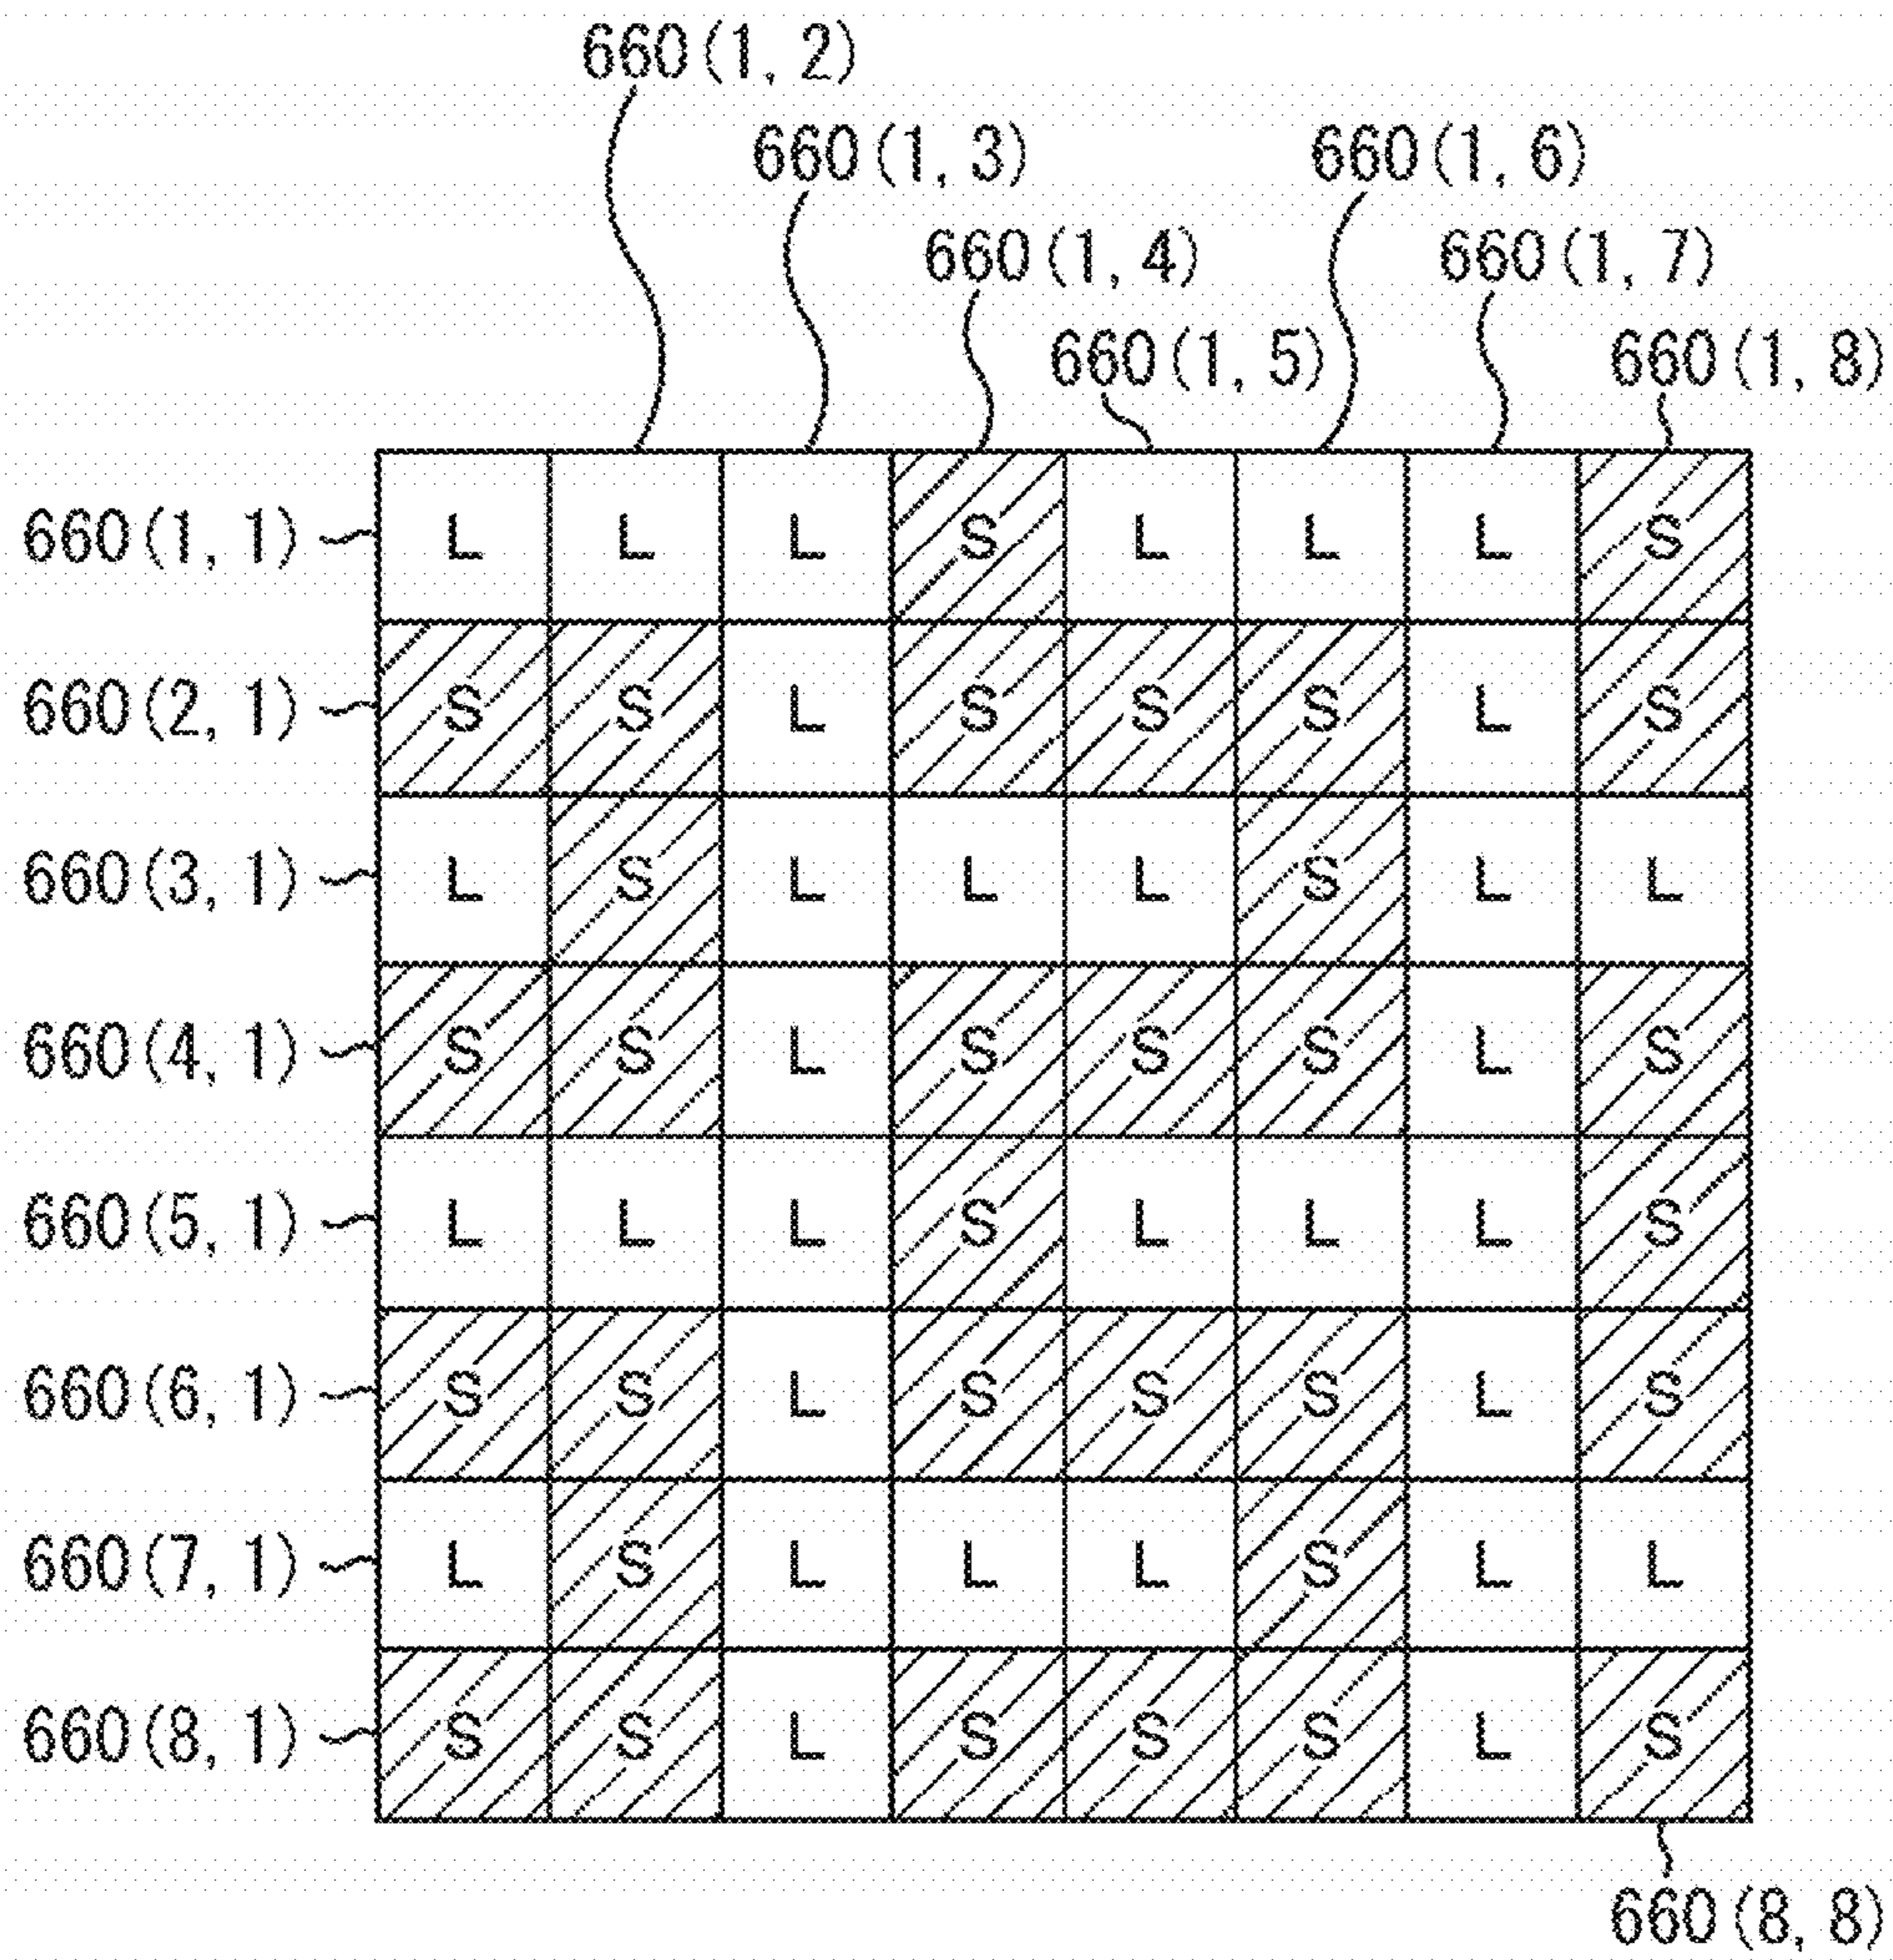 660(1, 2)
660(1, 3) 660(1, 6)
660(1, 4) 660(1, 7)
660(1, 5) 660(1, 8)
660(1, 1) L L L S L L L S
660(2, 1) S S L S S S L S
660(3, 1) L S L L L S L L
660(4, 1) S S L S S S L S
660(5, 1) L L L S L L L S
660(6, 1) S S L S S S L S
660(7, 1) L S L L L S L L
660(8, 1) S S L S S S L S
660(8, 8)